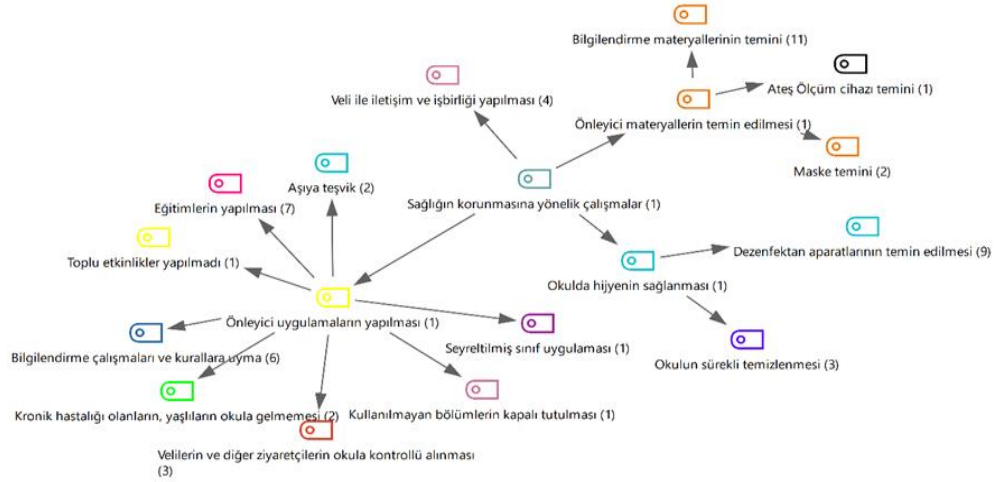 Bilgilendirme materyallerinin temini (11)
Ateş Ölçüm cihazı temini (1)
Veli ile iletişim ve işbirliği yapılması (4)
Önleyici materyallerin temin edilmesi (1)
Maske temini (2)
Aşıya teşvik (2)
Sağlığın korunmasına yönelik çalışmalar (1)
Eğitimlerin yapılması (7)
Toplu etkinlikler yapılmadı (1)
Dezenfektan aparatlarının temin edilmesi (9)
Okulda hijyenin sağlanması (1)
Önleyici uygulamaların yapılması (1)
Seyreltilmiş sınıf uygulaması (1)
Bilgilendirme çalışmaları ve kurallara uyma (6)
Okulun sürekli temizlenmesi (3)
Kronik hastalığı olanların, yaşlıların okula gelmemesi (2)
Kullanılmayan bölümlerin kapalı tutulması (1)
Velilerin ve diğer ziyaretçilerin okula kontrollü alınması
(3)